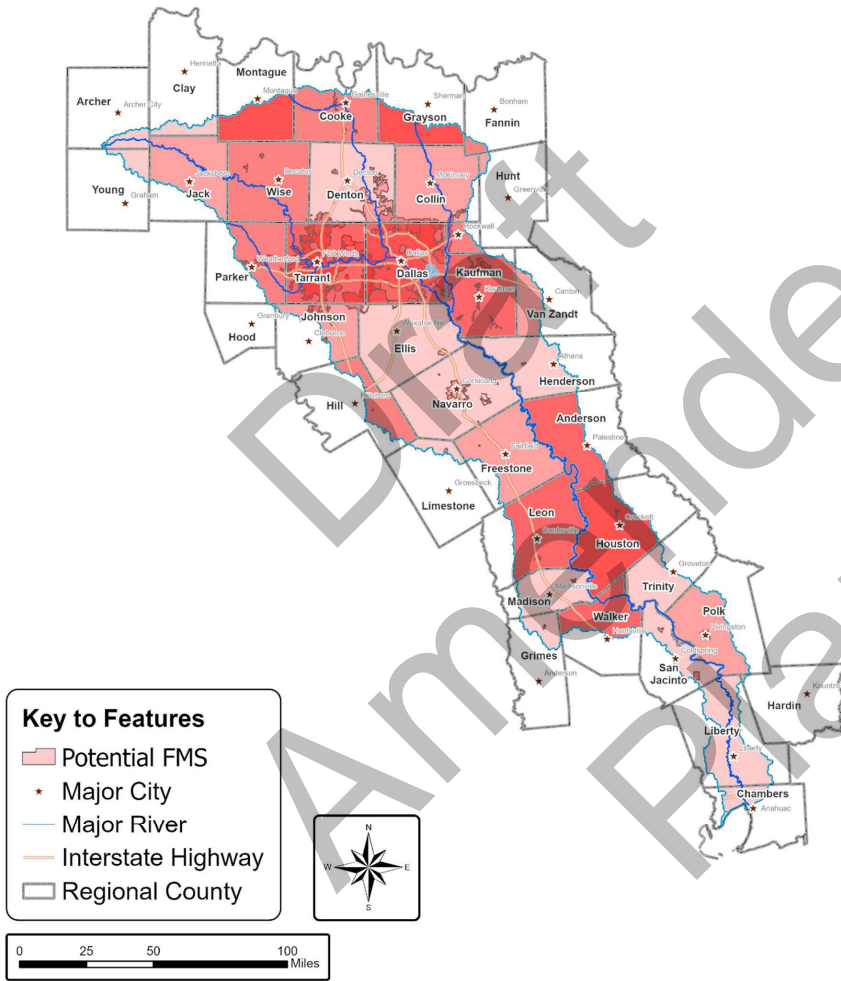 Henrietta
Montague
Clay
Archer
Archer City
Montague
Gainesville
Cooke
Sherman
Grayson
Bonham
Fannin
Young
Graham
Jacksboro
Jack
Decatur
Wise
Denton
Denton
McKinney
Collin
Hunt
Greenville
Rockwall
Parker
Weatherford
Fort Worth
Tarrant
Dallas
Dallas
Kaufman
Kaufman
Canton
Van Zandt
Hood
Granbury
Johnson
Cleburne
Waxahachie
Ellis
Athens
Henderson
Hill
Hillsboro
Corsicana
Navarro
Anderson
Palestine
Fairfield
Freestone
Groesbeck
Limestone
Leon
Centerville
Crockett
Houston
Madisonville
Madison
Groveton
Trinity
Walker
Huntsville
Polk
Livingston
Grimes
Anderson
Coldspring
San
Jacinto
Kountze
Hardin
Liberty
Liberty
Chambers
Anahuac
Draft
Amende
Pla
Key to Features
Potential FMS
Major City
Major River
Interstate Highway
Regional County
N
W
E
S
0 25 50 100
Miles